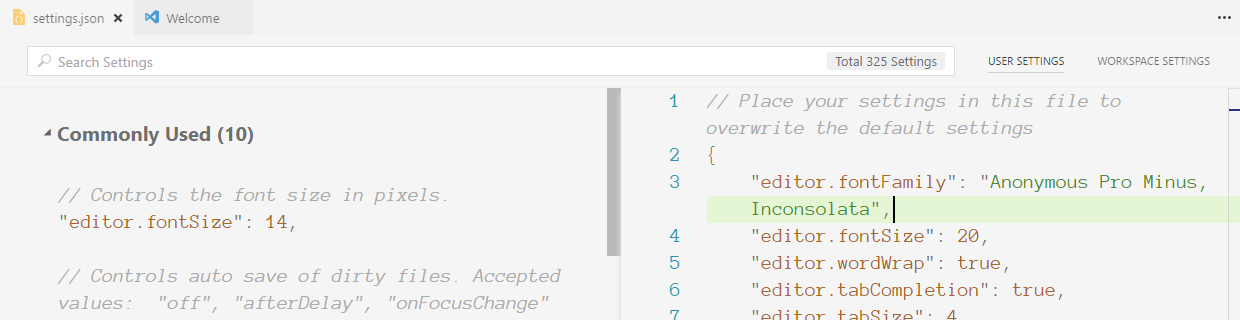 settings.json
Welcome
Search Settings
Total 325 Settings
USER SETTINGS
WORKSPACE SETTINGS
Commonly Used (10)
// Controls the font size in pixels.
"editor.fontSize": 14,
// Controls auto save of dirty files. Accepted
values:  "off", "afterDelay", "onFocusChange"
1 // Place your settings in this file to
overwrite the default settings
2 {
3 "editor.fontFamily": "Anonymous Pro Minus,
Inconsolata",
4 "editor.fontSize": 20,
5 "editor.wordWrap": true,
6 "editor.tabCompletion": true,
7 "editor.tabSize": 4